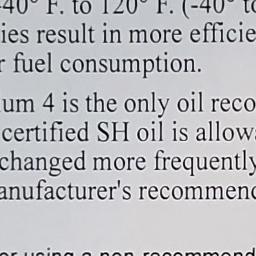 40° F. to 120° F. (-40° to
ies result in more efficie
r fuel consumption.
um 4 is the only oil reco
certified SH oil is allow
changed more frequently
anufacturer's recommend
or using a non-recommend